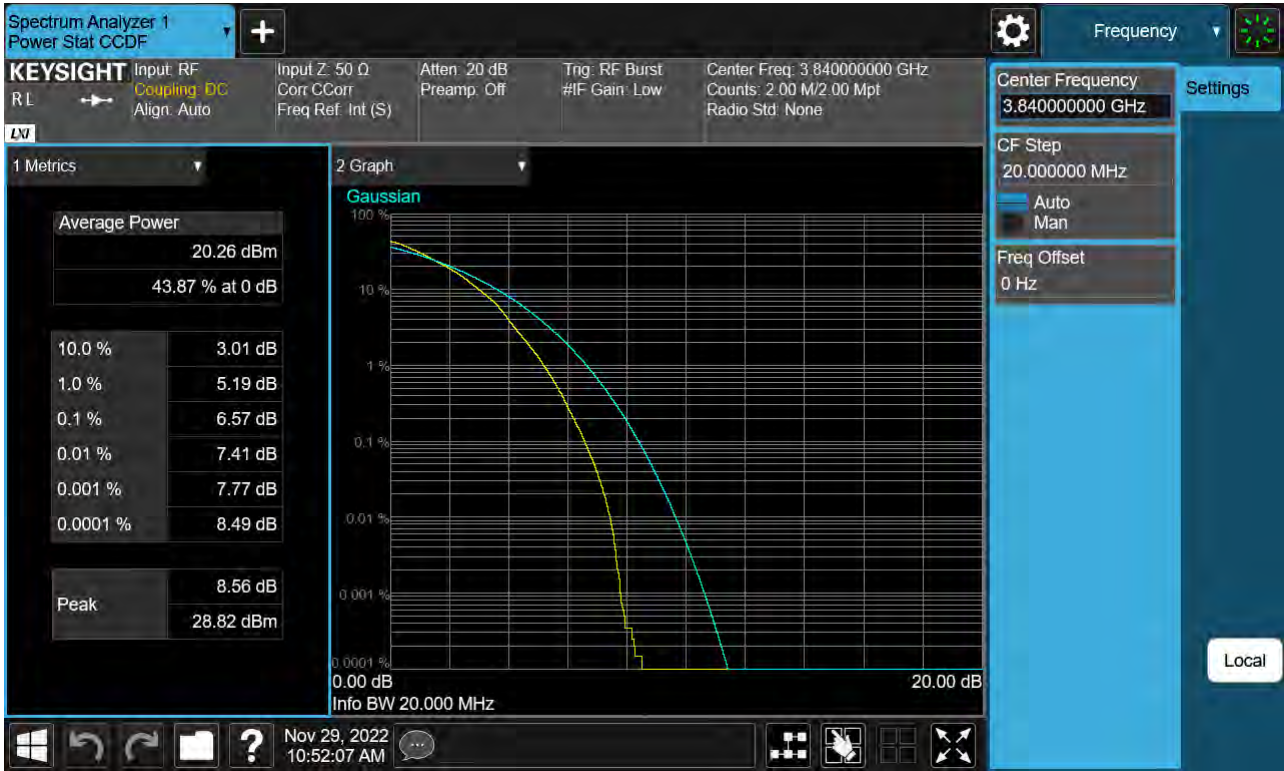 Spectrum Analyzer 1
Power Stat CCDF
Frequency
KEYSIGHT
RL
LXI
Input: RF
Coupling: DC
Align: Auto
Input Z: 50 Ω
Corr CCorr
Freq Ref: Int (S)
Atten: 20 dB
Preamp: Off
Trig: RF Burst
#IF Gain: Low
Center Freq: 3.840000000 GHz
Counts: 2.00 M/2.00 Mpt
Radio Std: None
Center Frequency
3.840000000 GHz
Settings
CF Step
20.000000 MHz
Auto
Man
Freq Offset
0 Hz
1 Metrics
Average Power
20.26 dBm
43.87 % at 0 dB
10.0 % 3.01 dB
1.0 % 5.19 dB
0.1 % 6.57 dB
0.01 % 7.41 dB
0.001 % 7.77 dB
0.0001 % 8.49 dB
Peak
8.56 dB
28.82 dBm
2 Graph
Gaussian
100 %
10 %
1 %
0.1 %
0.01 %
0.001 %
0.0001 %
0.00 dB 20.00 dB
Info BW 20.000 MHz
Local
?
Nov 29, 2022
10:52:07 AM